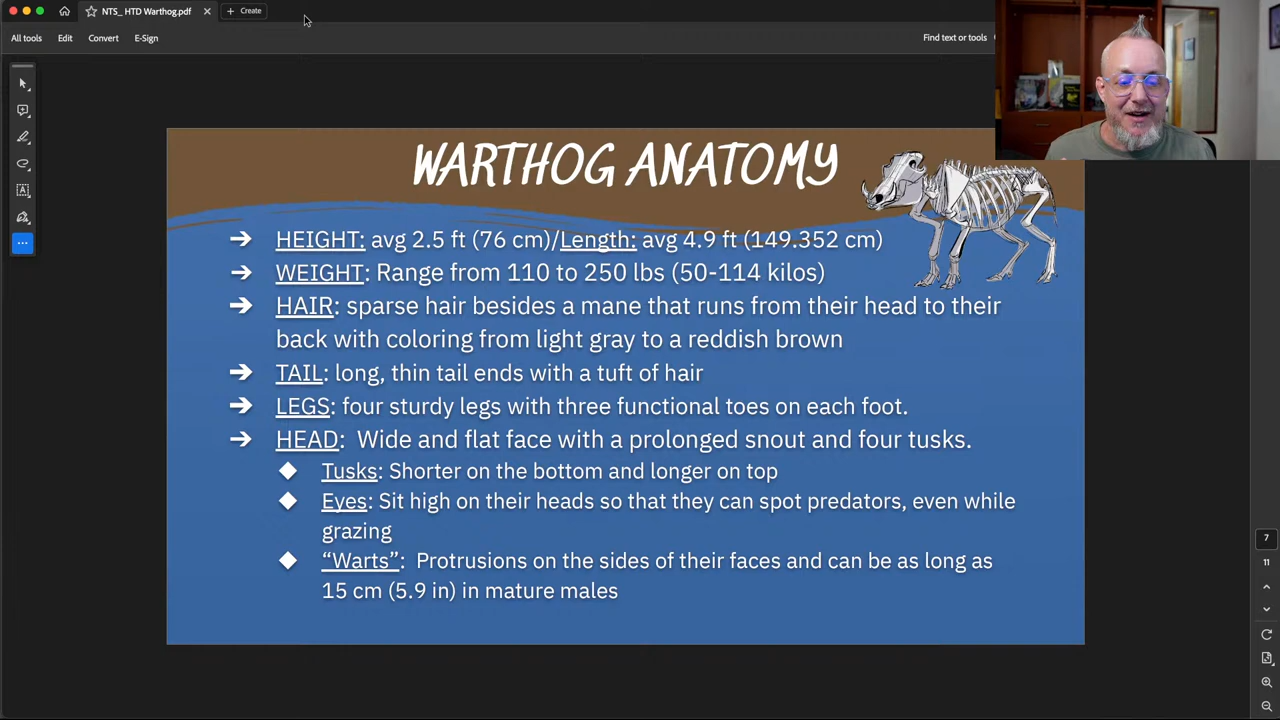 NTS_ HTD Warthog.pdf
Create
All tools
Edit
Convert
E-Sign
Find text or tools
WARTHOG ANATOMY
HEIGHT: avg 2.5 ft (76 cm)/Length: avg 4.9 ft (149.352 cm)
WEIGHT: Range from 110 to 250 lbs (50-114 kilos)
HAIR: sparse hair besides a mane that runs from their head to their
back with coloring from light gray to a reddish brown
TAIL: long, thin tail ends with a tuft of hair
LEGS: four sturdy legs with three functional toes on each foot.
HEAD: Wide and flat face with a prolonged snout and four tusks.
Tusks: Shorter on the bottom and longer on top
Eyes: Sit high on their heads so that they can spot predators, even while
grazing
“Warts”: Protrusions on the sides of their faces and can be as long as
15 cm (5.9 in) in mature males
7
11